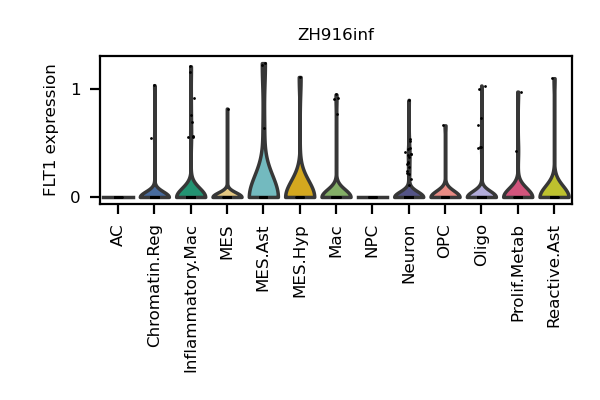 ZH916inf
FLT1 expression
1
0
AC
Chromatin.Reg
Inflammatory.Mac
MES
MES.Ast
MES.Hyp
Mac
NPC
Neuron
OPC
Oligo
Prolif.Metab
Reactive.Ast